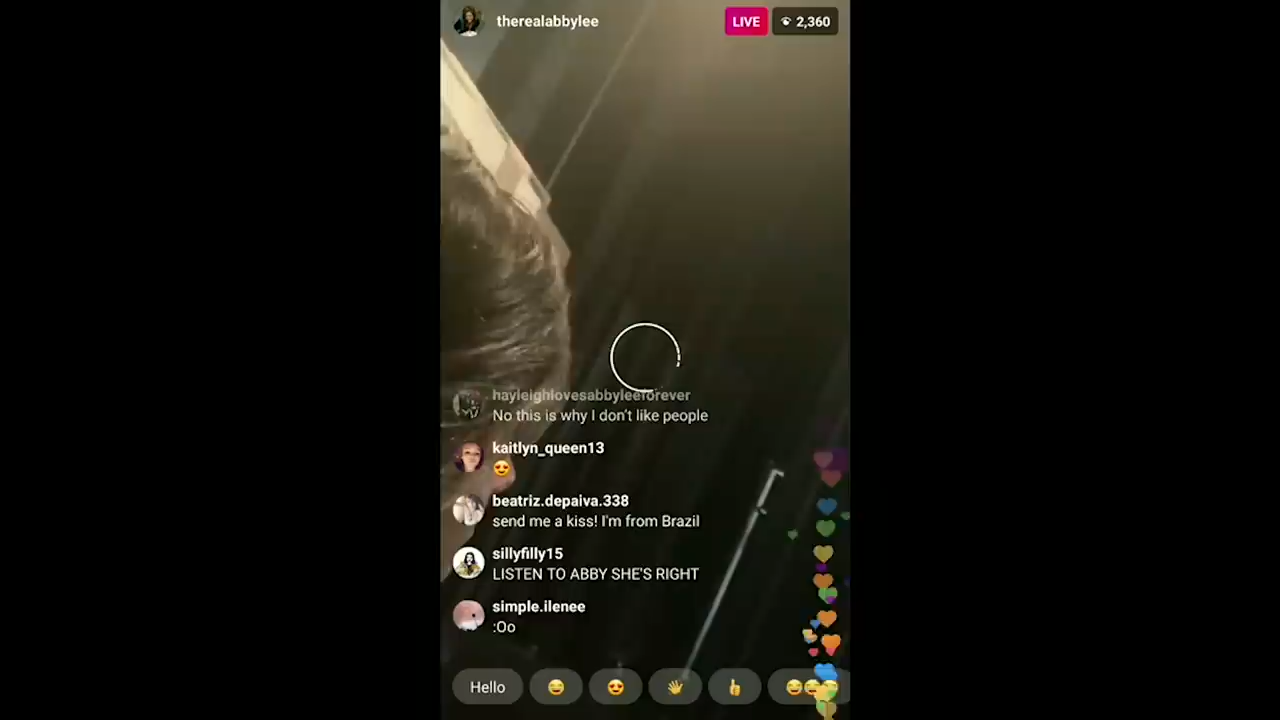 therealabbylee
LIVE
2,360
hayleighlovesabbyleeforever
No this is why I don't like people
kaitlyn_queen13
😍
beatriz.depaiva.338
send me a kiss! I'm from Brazil
sillyfilly15
LISTEN TO ABBY SHE'S RIGHT
simple.ilenee
:Oo
Hello